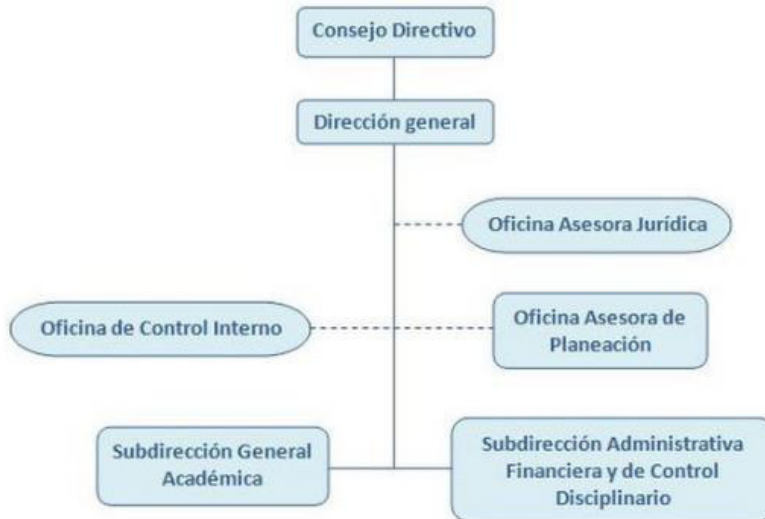 Consejo Directivo
Dirección general
Oficina Asesora Jurídica
Oficina de Control Interno
Oficina Asesora de
Planeación
Subdirección General
Académica
Subdirección Administrativa
Financiera y de Control
Disciplinario